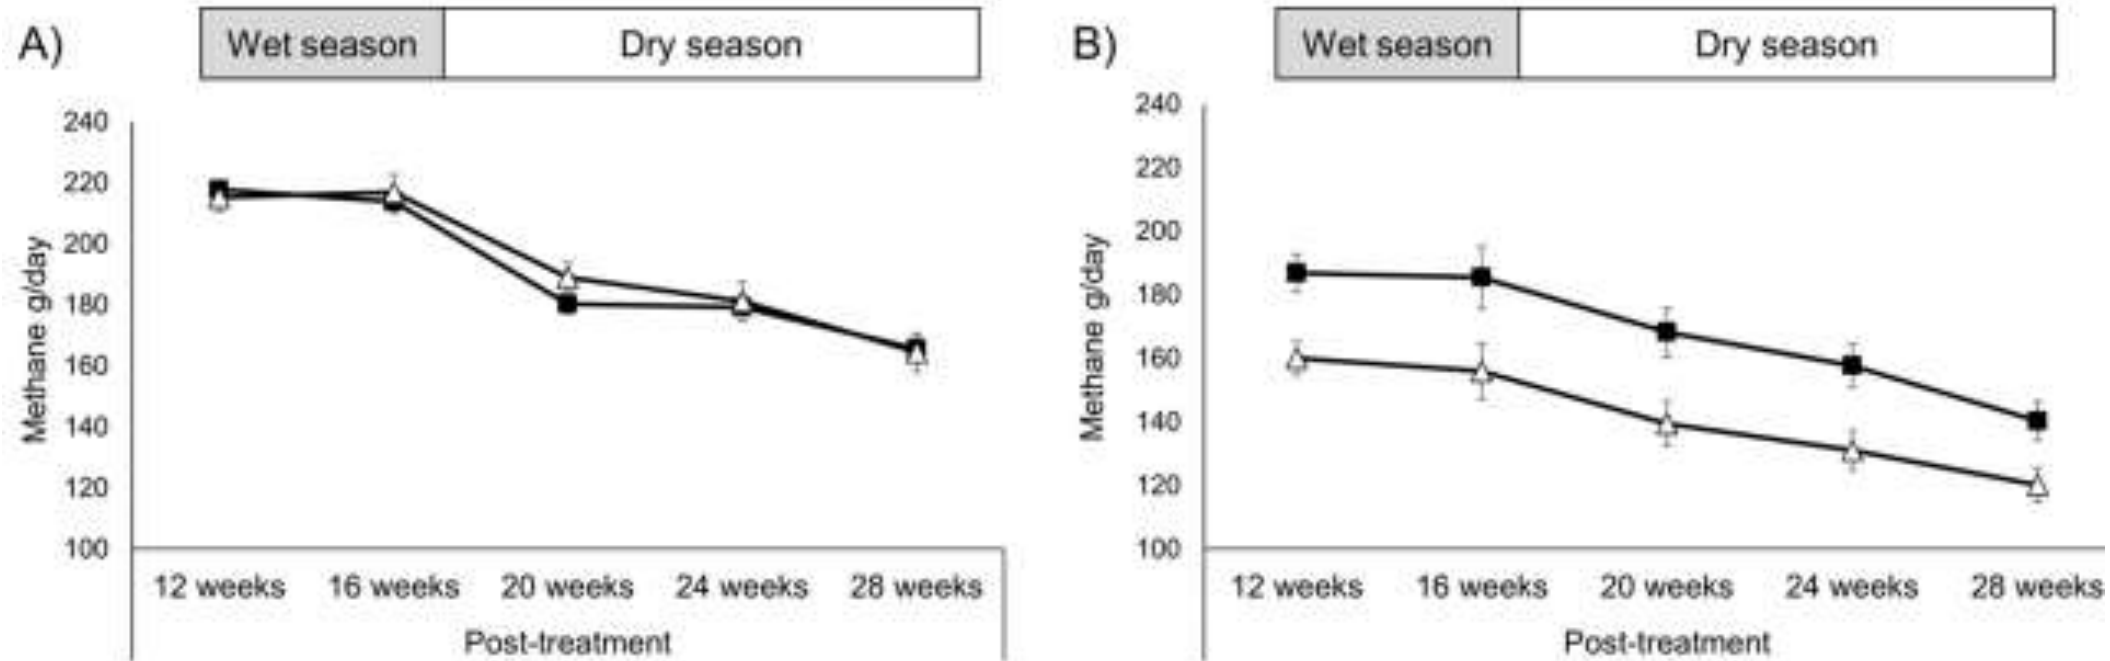 A)
Wet season
Dry season
Methane g/day
240
220
200
180
160
140
120
100
12 weeks
16 weeks
20 weeks
24 weeks
28 weeks
Post-treatment
B)
Wet season
Dry season
Methane g/day
240
220
200
180
160
140
120
100
12 weeks
16 weeks
20 weeks
24 weeks
28 weeks
Post-treatment